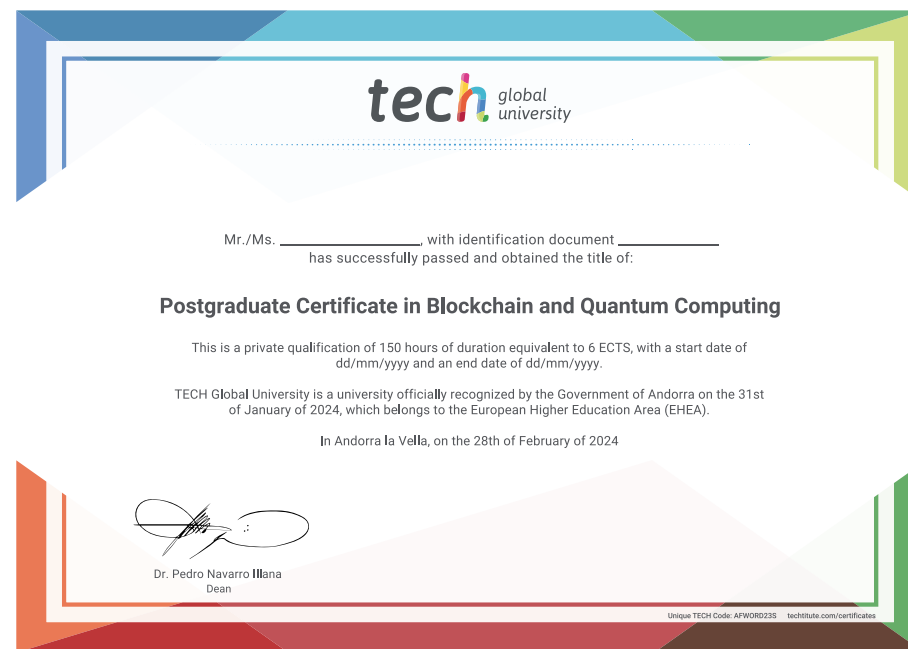 tech global
university
Mr./Ms. ____________________, with identification document ______________
has successfully passed and obtained the title of:
Postgraduate Certificate in Blockchain and Quantum Computing
This is a private qualification of 150 hours of duration equivalent to 6 ECTS, with a start date of
dd/mm/yyyy and an end date of dd/mm/yyyy.
TECH Global University is a university officially recognized by the Government of Andorra on the 31st
of January of 2024, which belongs to the European Higher Education Area (EHEA).
In Andorra la Vella, on the 28th of February of 2024
Dr. Pedro Navarro Illana
Dean
Unique TECH Code: AFWORD23S techtitute.com/certificates